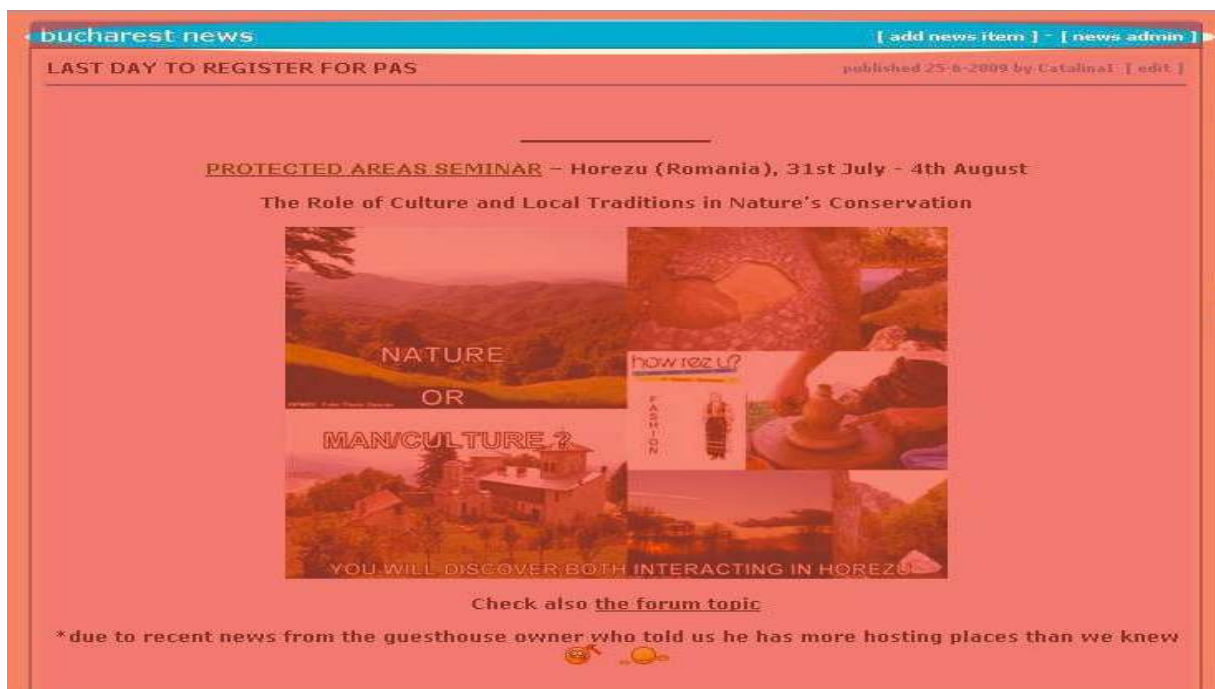 bucharest news
[ add news item ] - [ news admin ]
LAST DAY TO REGISTER FOR PAS
published 25-6-2009 by CatalinaI [ edit ]
PROTECTED AREAS SEMINAR – Horezu (Romania), 31st July - 4th August
The Role of Culture and Local Traditions in Nature's Conservation
NATURE
OR
MAN/CULTURE ?
how rez u?
FASHION
YOU WILL DISCOVER BOTH INTERACTING IN HOREZU
Check also the forum topic
*due to recent news from the guesthouse owner who told us he has more hosting places than we knew